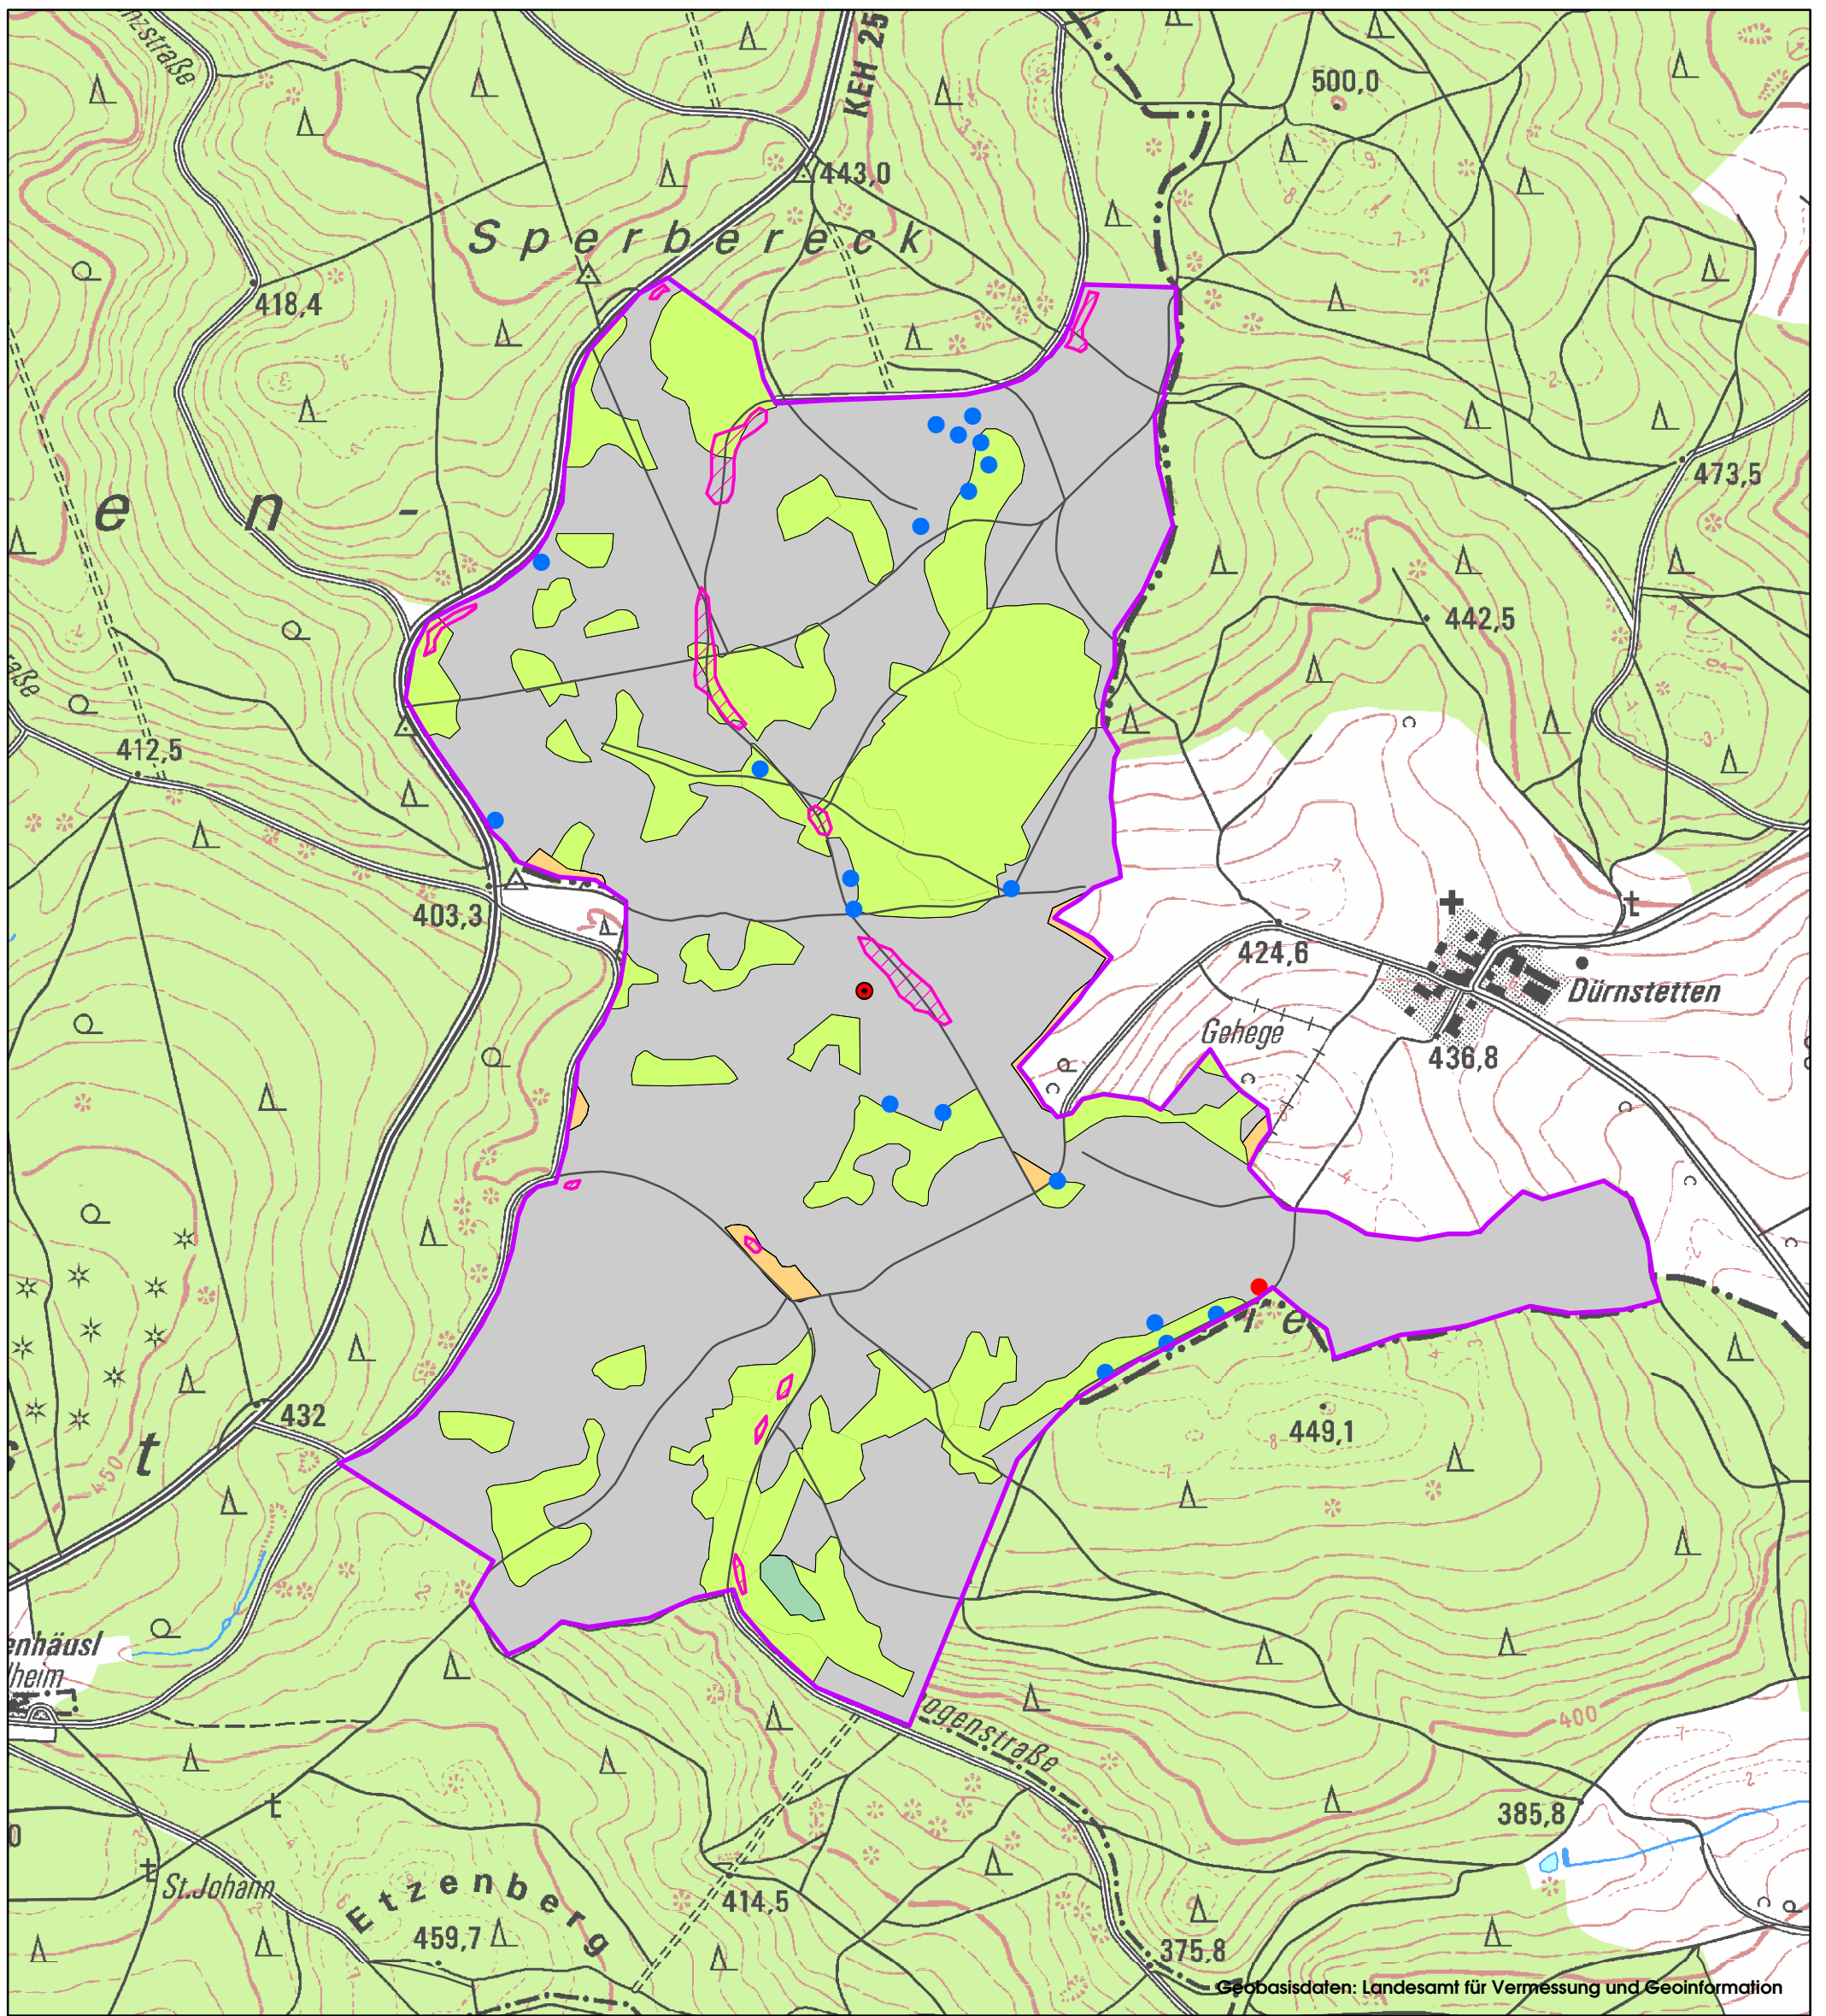 KEH 25
500,0
443,0
Sperbereck
418,4
473,5
en-
442,5
412,5
403,3
424,6
Dürnstetten
Gehege
436,8
432
449,1
t
450
400
385,8
St.Johann
Etzenberg
414,5
459,7
375,8
Geobasisdaten: Landesamt für Vermessung und Geoinformation